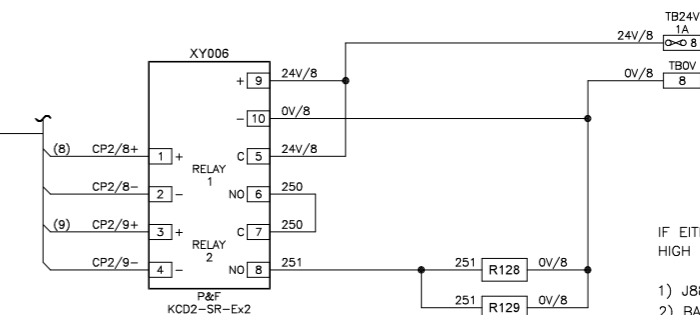 TB24V
1A
24V/8
8
XY006
TB0V
0V/8
8
+ 9 24V/8
- 10 0V/8
(8) CP2/8+ 1 +
C 5 24V/8
RELAY
1
CP2/8- 2 -
NO 6 250
(9) CP2/9+ 3 +
C 7 250
RELAY
2
CP2/9- 4 -
NO 8 251
251 R128 0V/8
251 R129 0V/8
P&F
KCD2-SR-Ex2
IF
HIGH
1)
2)